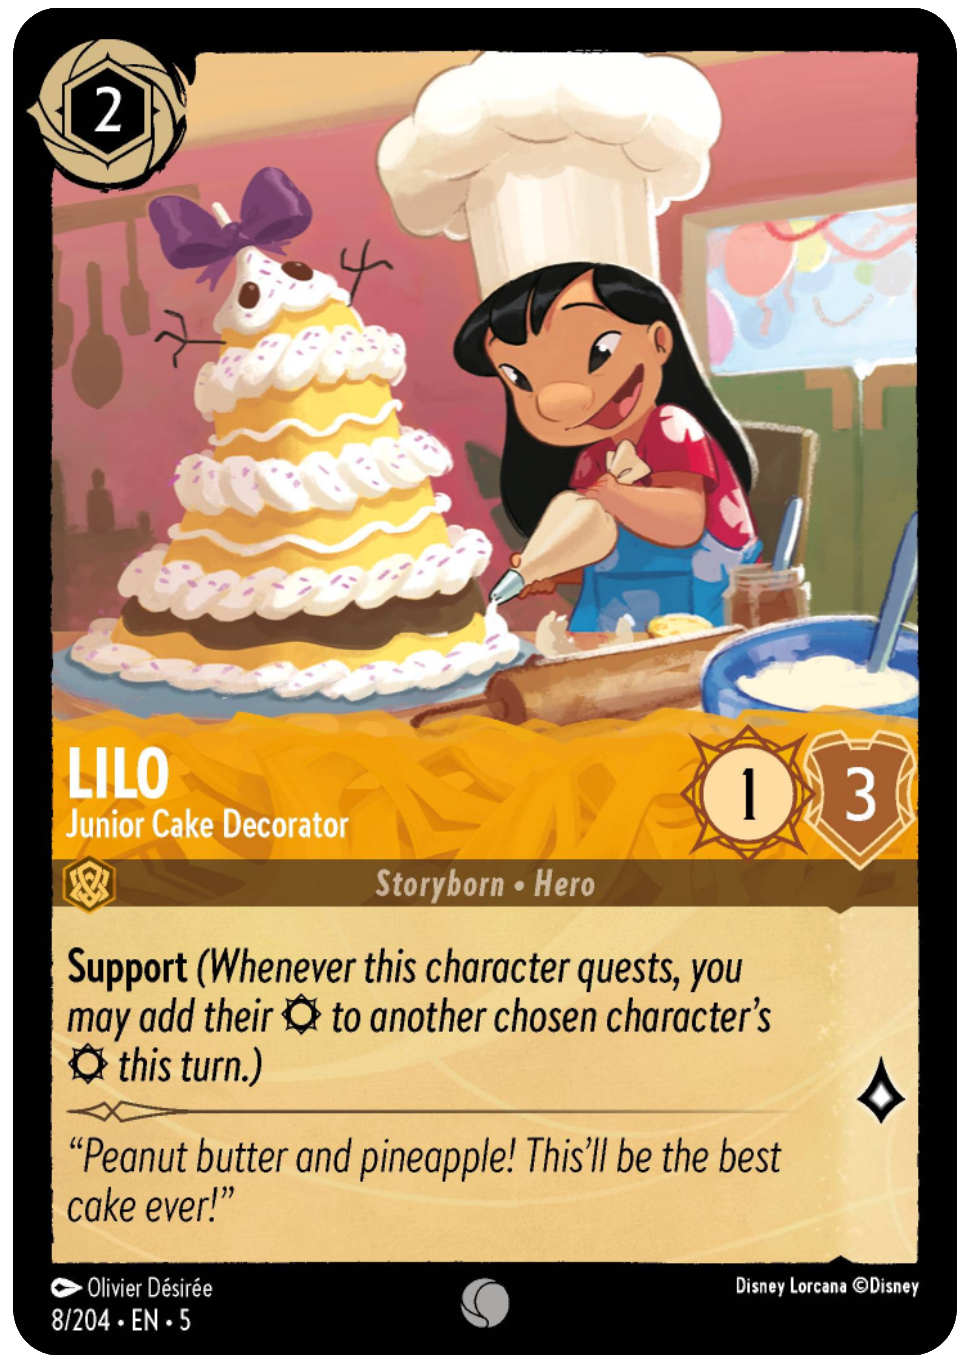 2
LILO
Junior Cake Decorator
1
3
Storyborn • Hero
Support (Whenever this character quests, you
may add their to another chosen character's
this turn.)
“Peanut butter and pineapple! This'll be the best
cake ever!”
Olivier Désirée
8/204 • EN • 5
Disney Lorcana ©Disney